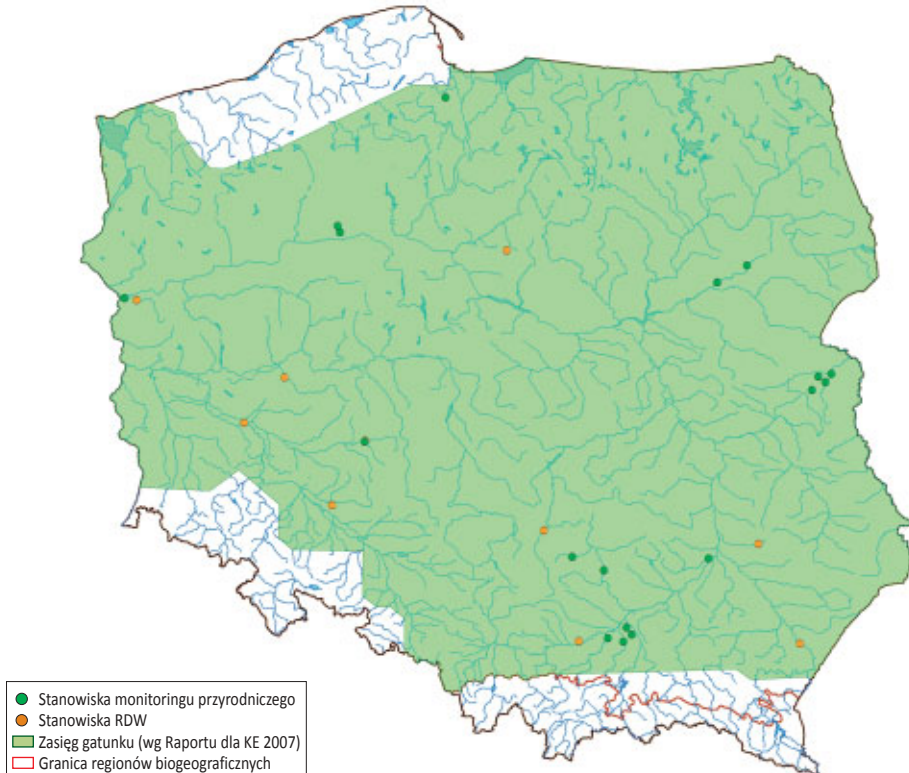 Stanowiska monitoringu przyrodniczego
Stanowiska RDW
Zasięg gatunku (wg Raportu dla KE 2007)
Granica regionów biogeograficznych